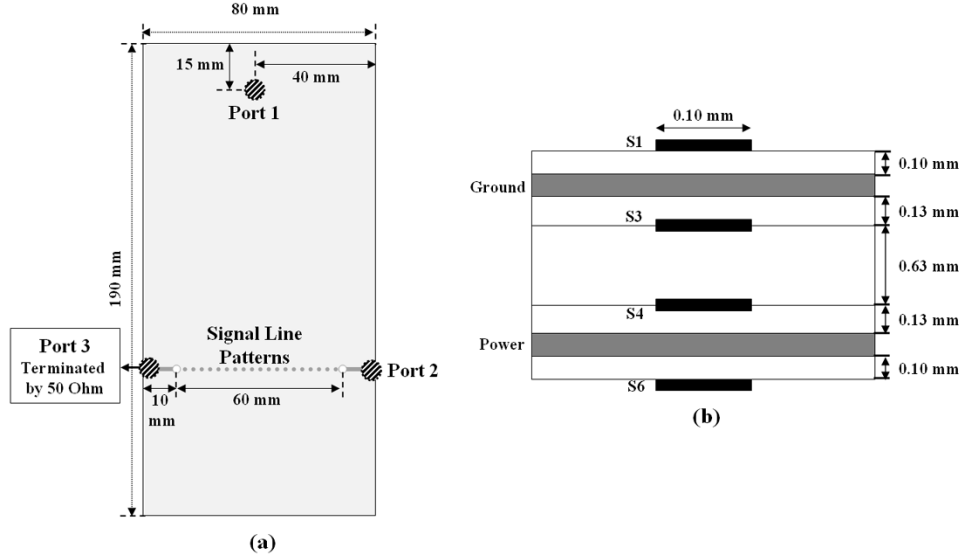 80 mm
15 mm
40 mm
Port 1
190 mm
Signal Line
Patterns
Port 3
Terminated
by 50 Ohm
Port 2
10
mm
60 mm
(a)
0.10 mm
S1
0.10 mm
Ground
0.13 mm
S3
0.63 mm
S4
0.13 mm
Power
0.10 mm
S6
(b)